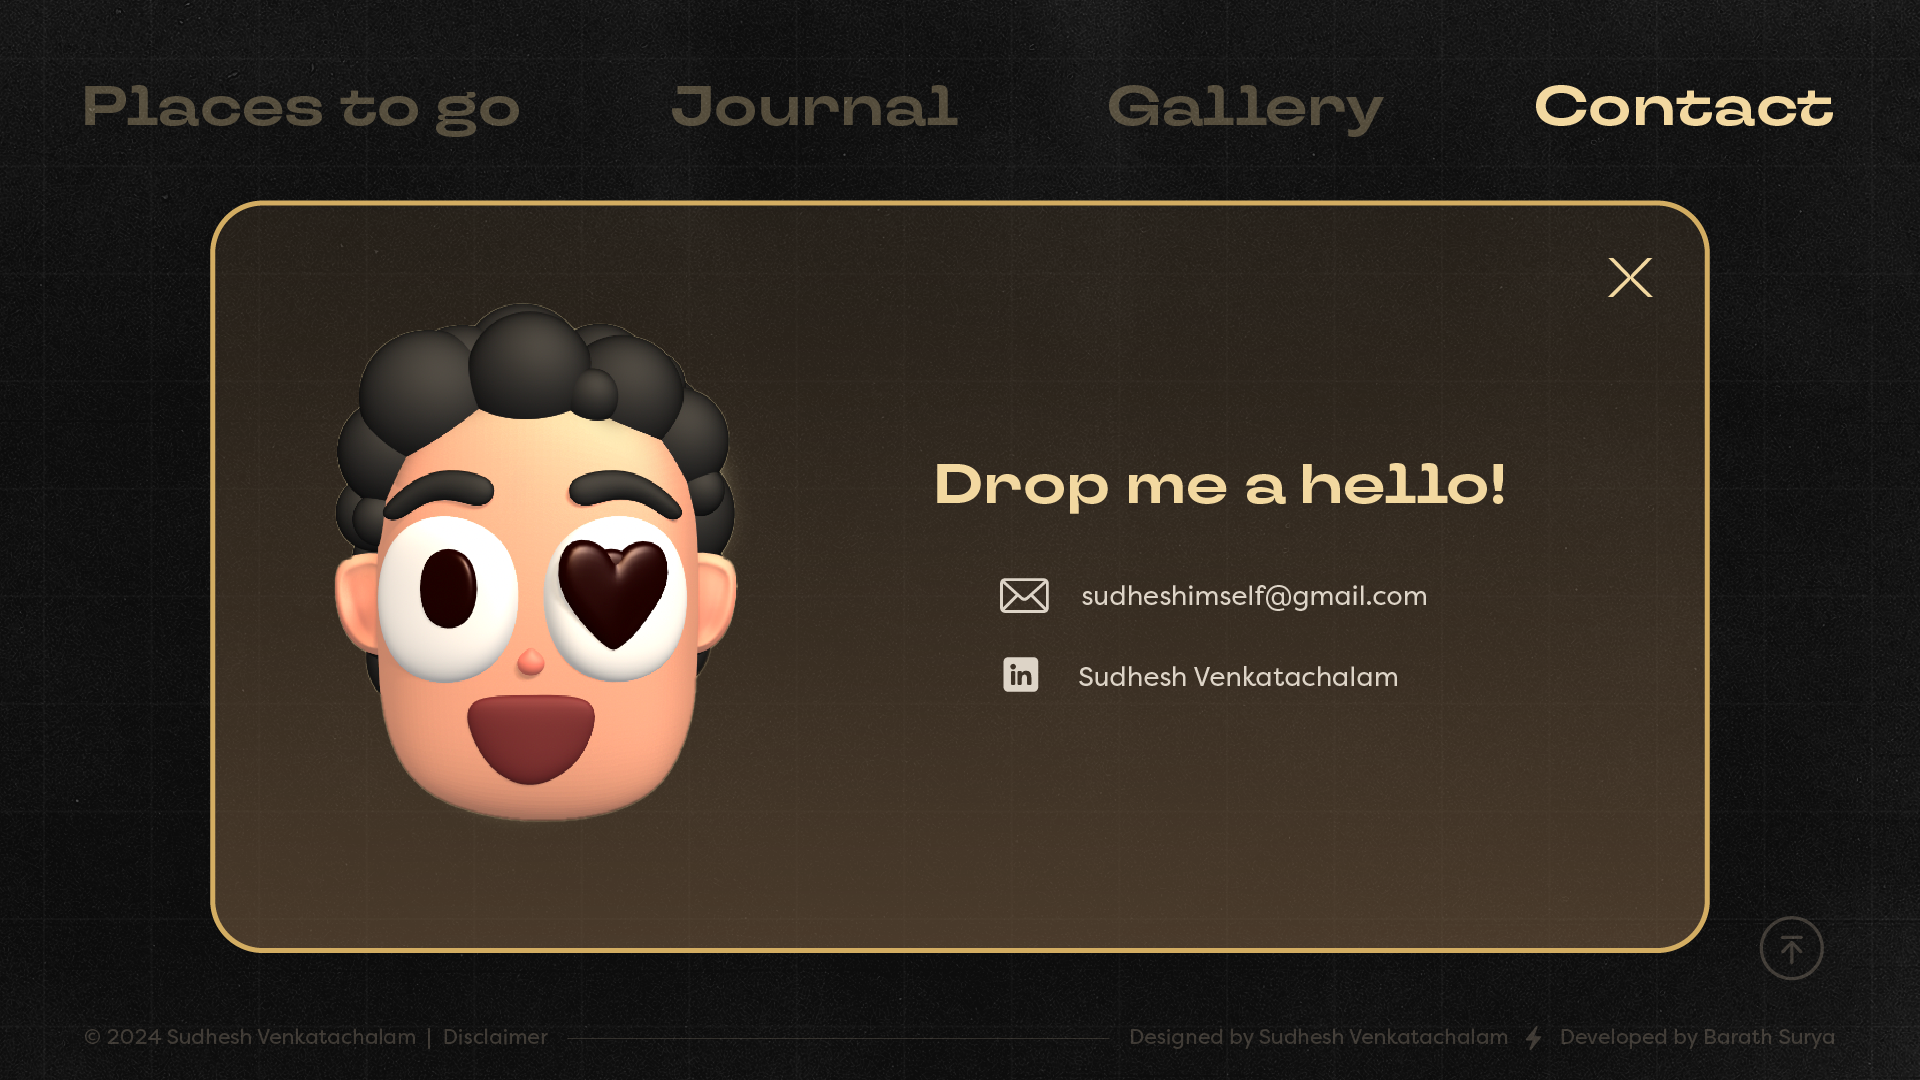 Places to go
Journal
Gallery
Contact
Drop me a hello!
sudheshimself@gmail.com
in
Sudhesh Venkatachalam
© 2024 Sudhesh Venkatachalam | Disclaimer
Designed by Sudhesh Venkatachalam
Developed by Barath Surya